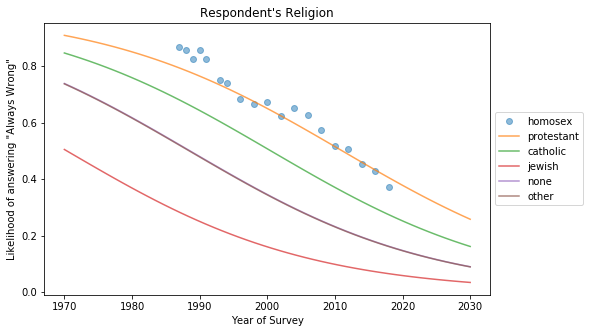 Respondent's Religion
Likelihood of answering "Always Wrong"
0.8
0.6
0.4
0.2
0.0
1970 1980 1990 2000 2010 2020 2030
Year of Survey
homosex
protestant
catholic
jewish
none
other